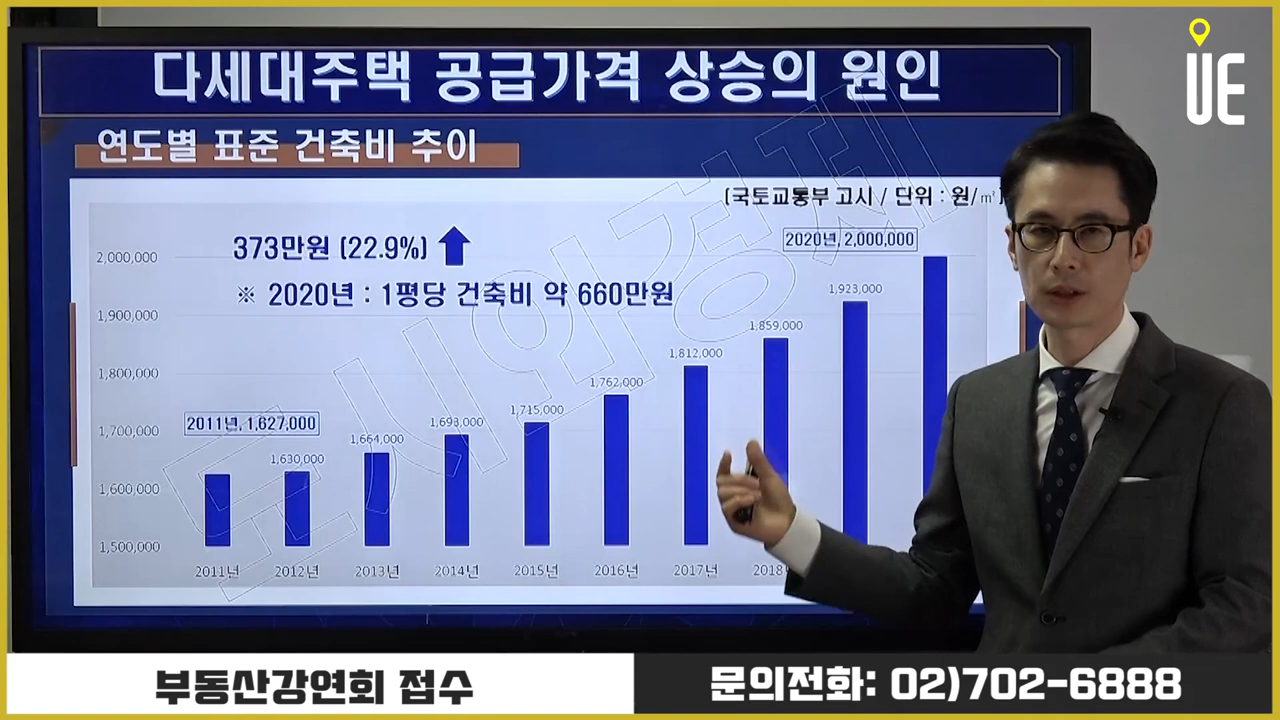 UE
다세대주택 공급가격 상승의 원인
연도별 표준 건축비 추이
(국토교통부 고시 / 단위 : 원/㎡)
373만원 (22.9%)
※ 2020년 : 1평당 건축비 약 660만원
2020년, 2,000,000
2011년, 1,627,000
2,000,000
1,900,000
1,800,000
1,700,000
1,600,000
1,500,000
1,630,000
1,664,000
1,693,000
1,715,000
1,762,000
1,812,000
1,859,000
1,923,000
2011년 2012년 2013년 2014년 2015년 2016년 2017년 2018
도시와경제
부동산강연회 접수
문의전화: 02)702-6888